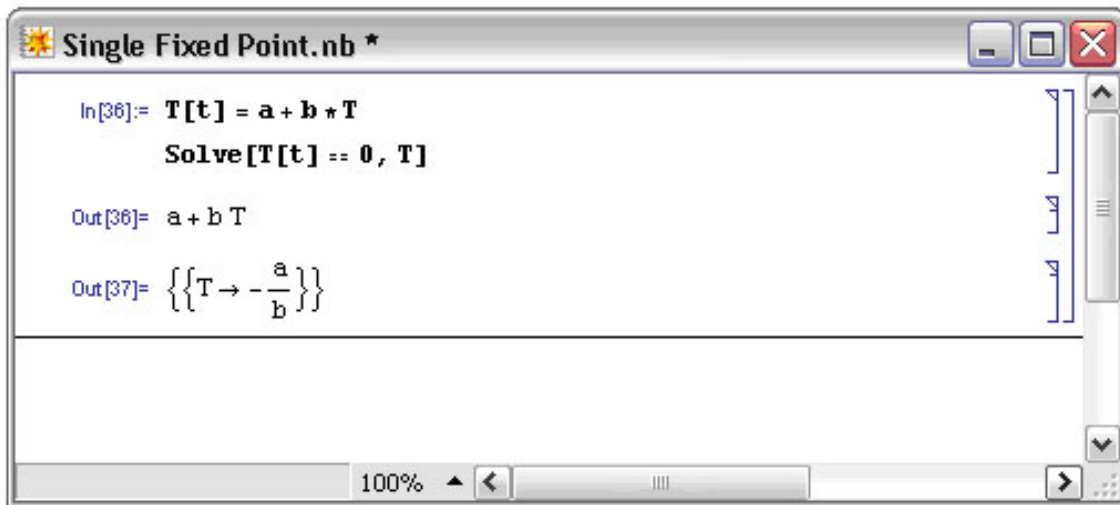 Single Fixed Point.nb *
In[36]:= T[t] = a + b * T
Solve[T[t] == 0, T]
Out[36]= a + b T
Out[37]= {{T → -a/b}}
100%